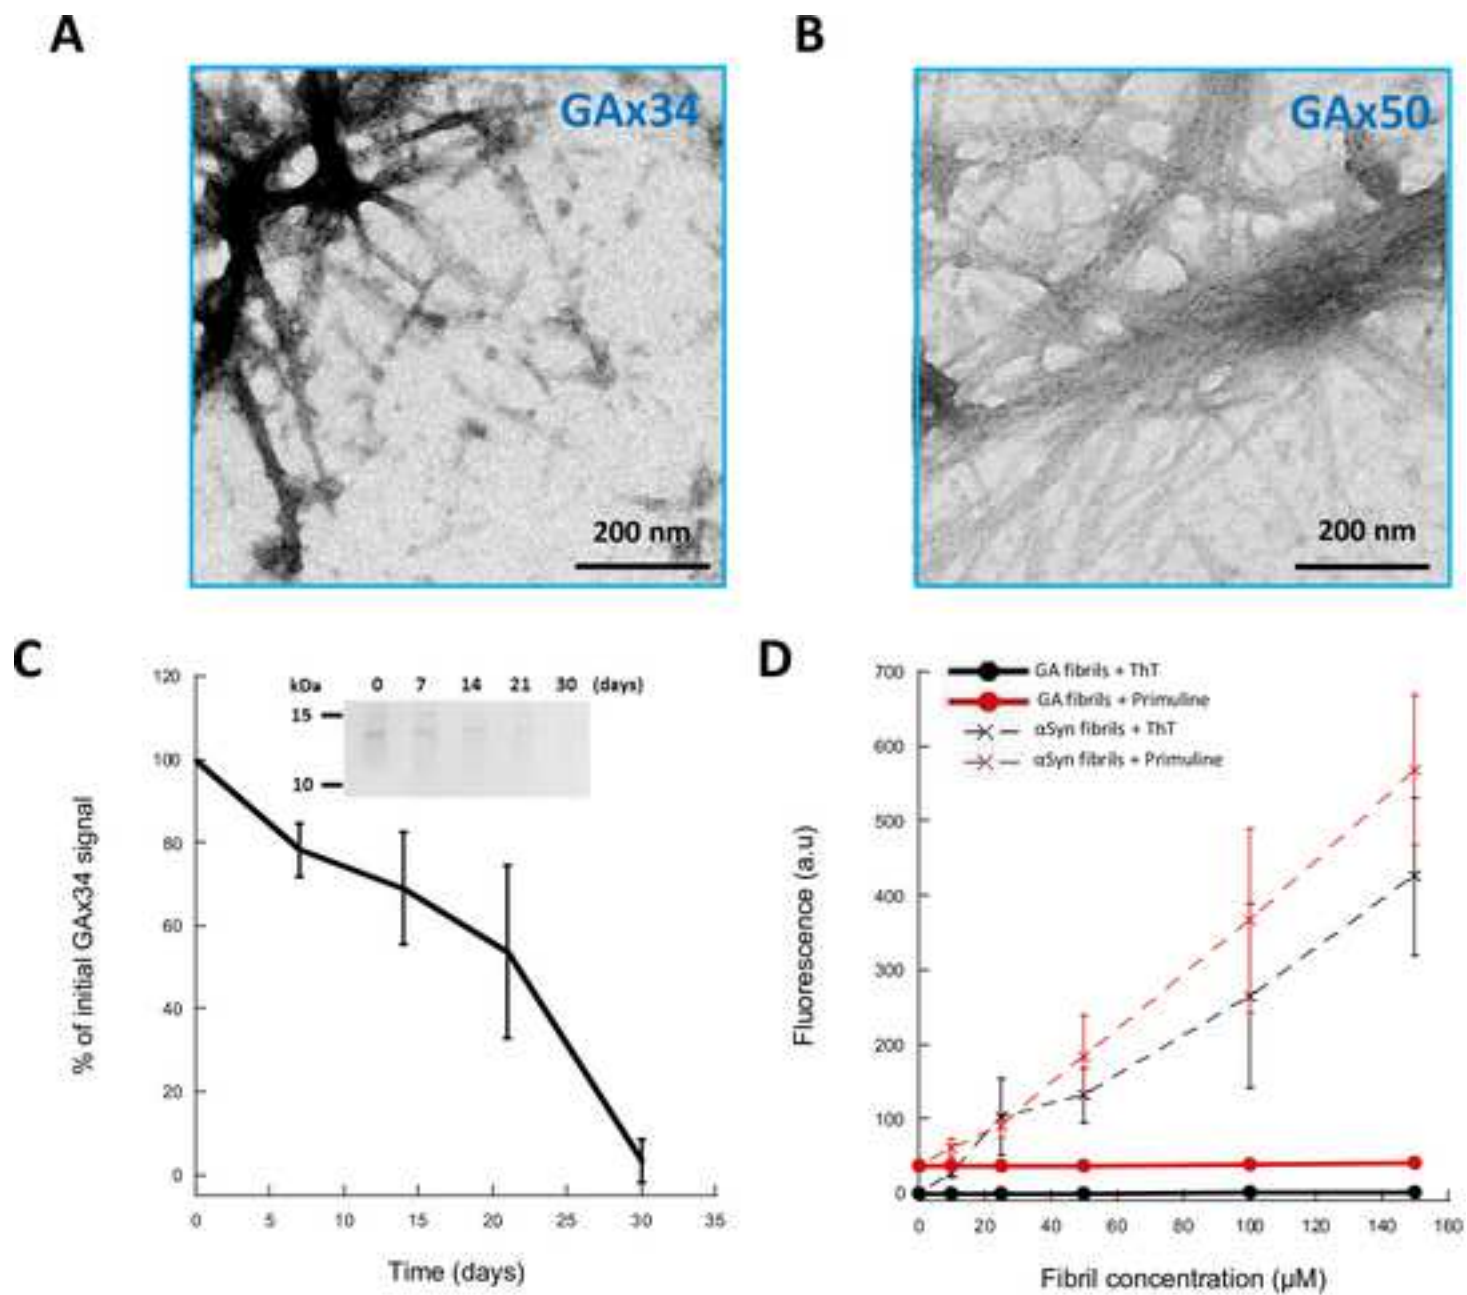 A
B
GAx34
GAx50
200 nm
200 nm
C
D
kDa 0 7 14 21 30 (days)
15
10
120
100
80
60
40
20
0
% of initial GAx34 signal
0 5 10 15 20 25 30 35
Time (days)
GA fibrils + ThT
GA fibrils + Primuline
αSyn fibrils + ThT
αSyn fibrils + Primuline
700
600
500
400
300
200
100
0
Fluorescence (a.u)
0 20 40 60 80 100 120 140 160
Fibril concentration (µM)